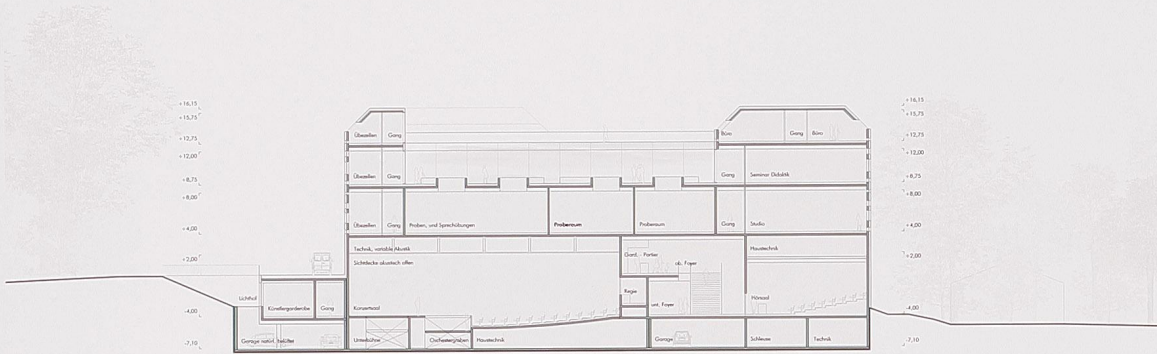 +16,15
+15,75
+12,75
+12,00
+8,75
+8,00
+4,00
+2,00
-4,00
-7,10
Übezellen Gang
Büro Gang Büro
Übezellen Gang
Gang Seminar Didaktik
Übezellen Gang Proben, und Sprechübungen Proberaum Proberaum Gang Studio
Technik, variable Akustik
Haustechnik
Sichtdecke akustisch offen
Gard. - Portier
ob. Foyer
Lichthof
Künstlergarderobe Gang
Konzertsaal
Regie
unt. Foyer
Hörsaal
Garage natürl. belüftet
Unterbühne
Orchestergraben
Haustechnik
Garage
Schleuse
Technik
+16,15
+15,75
+12,75
+12,00
+8,75
+8,00
+4,00
+2,00
-4,00
-7,10